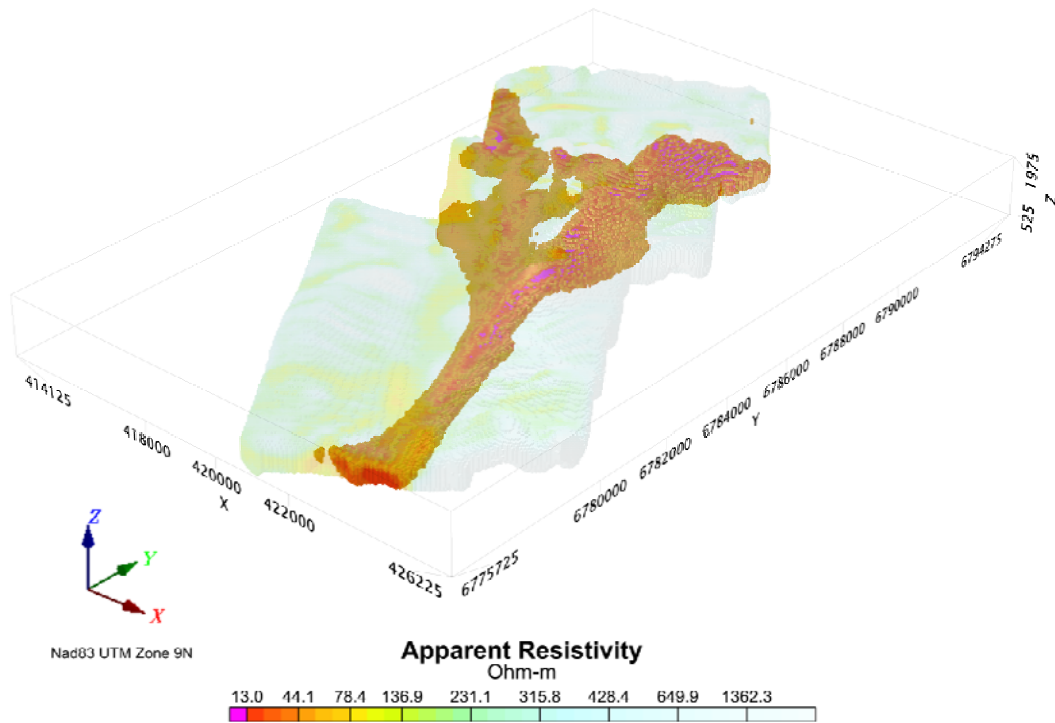 1975
525
Z
6794275
6790000
6788000
6786000
6784000
Y
6782000
6780000
6775725
414125
418000
420000
X
422000
426225
Z
Y
X
Nad83 UTM Zone 9N
Apparent Resistivity
Ohm-m
13.0 44.1 78.4 136.9 231.1 315.8 428.4 649.9 1362.3